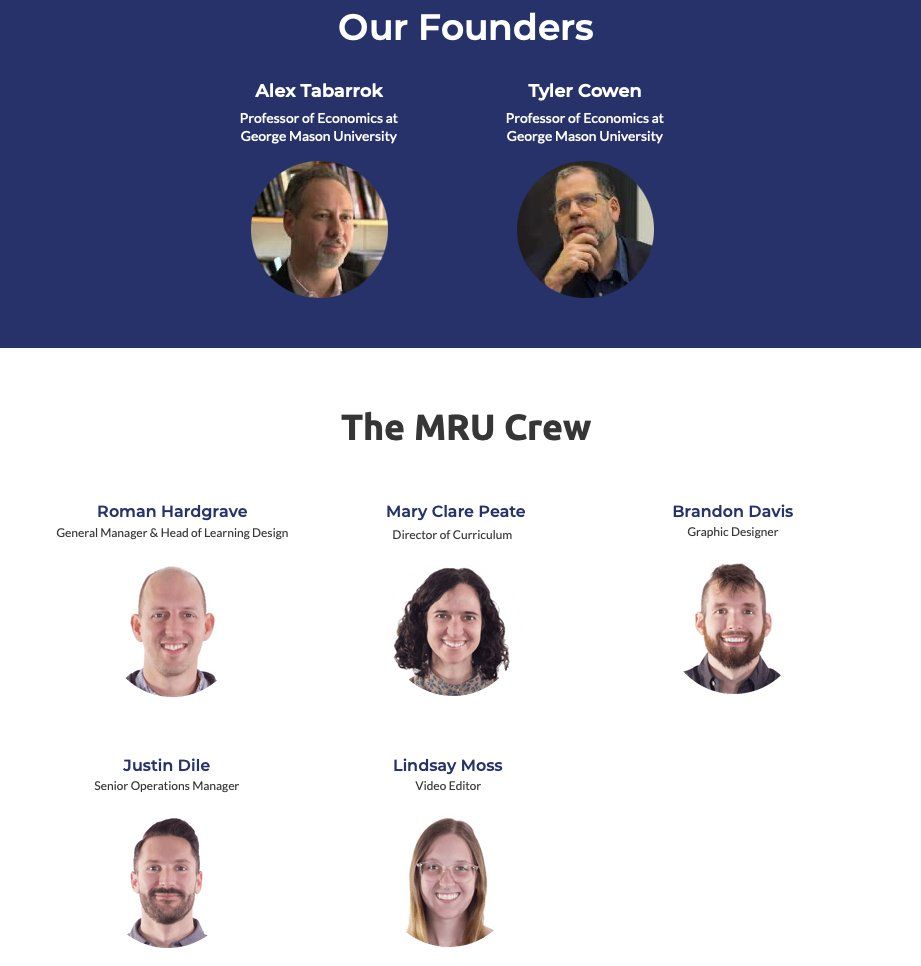 Our Founders
Alex Tabarrok
Professor of Economics at
George Mason University
Tyler Cowen
Professor of Economics at
George Mason University
The MRU Crew
Roman Hardgrave
General Manager & Head of Learning Design
Mary Clare Peate
Director of Curriculum
Brandon Davis
Graphic Designer
Justin Dile
Senior Operations Manager
Lindsay Moss
Video Editor